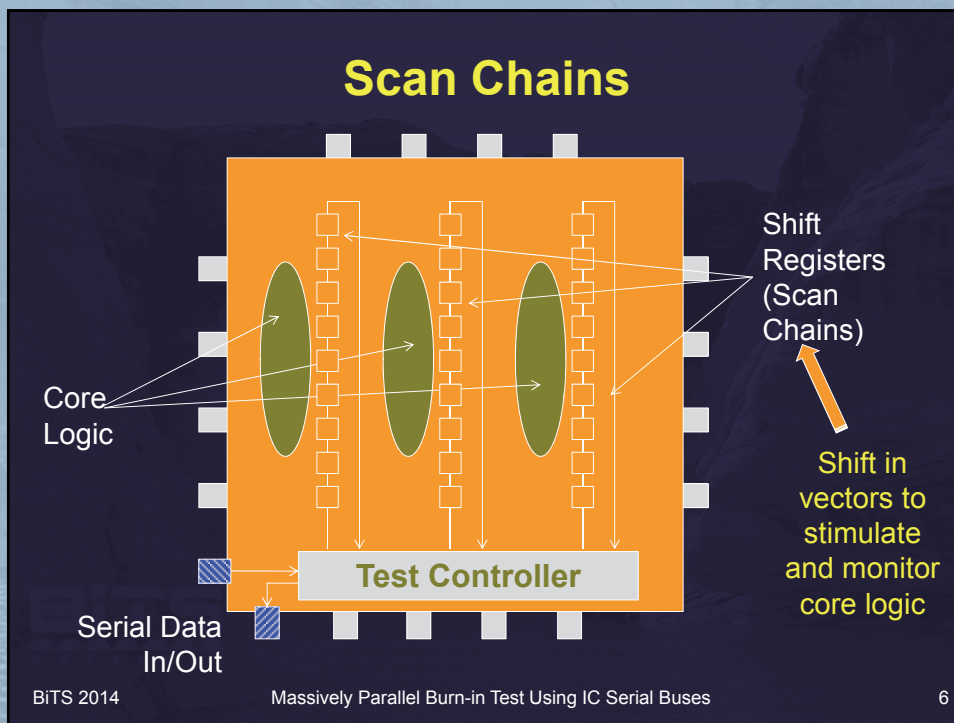 Scan Chains
Shift
Registers
(Scan
Chains)
Core
Logic
Shift in
vectors to
stimulate
and monitor
core logic
Test Controller
Serial Data
In/Out
BiTS 2014
Massively Parallel Burn-in Test Using IC Serial Buses
6